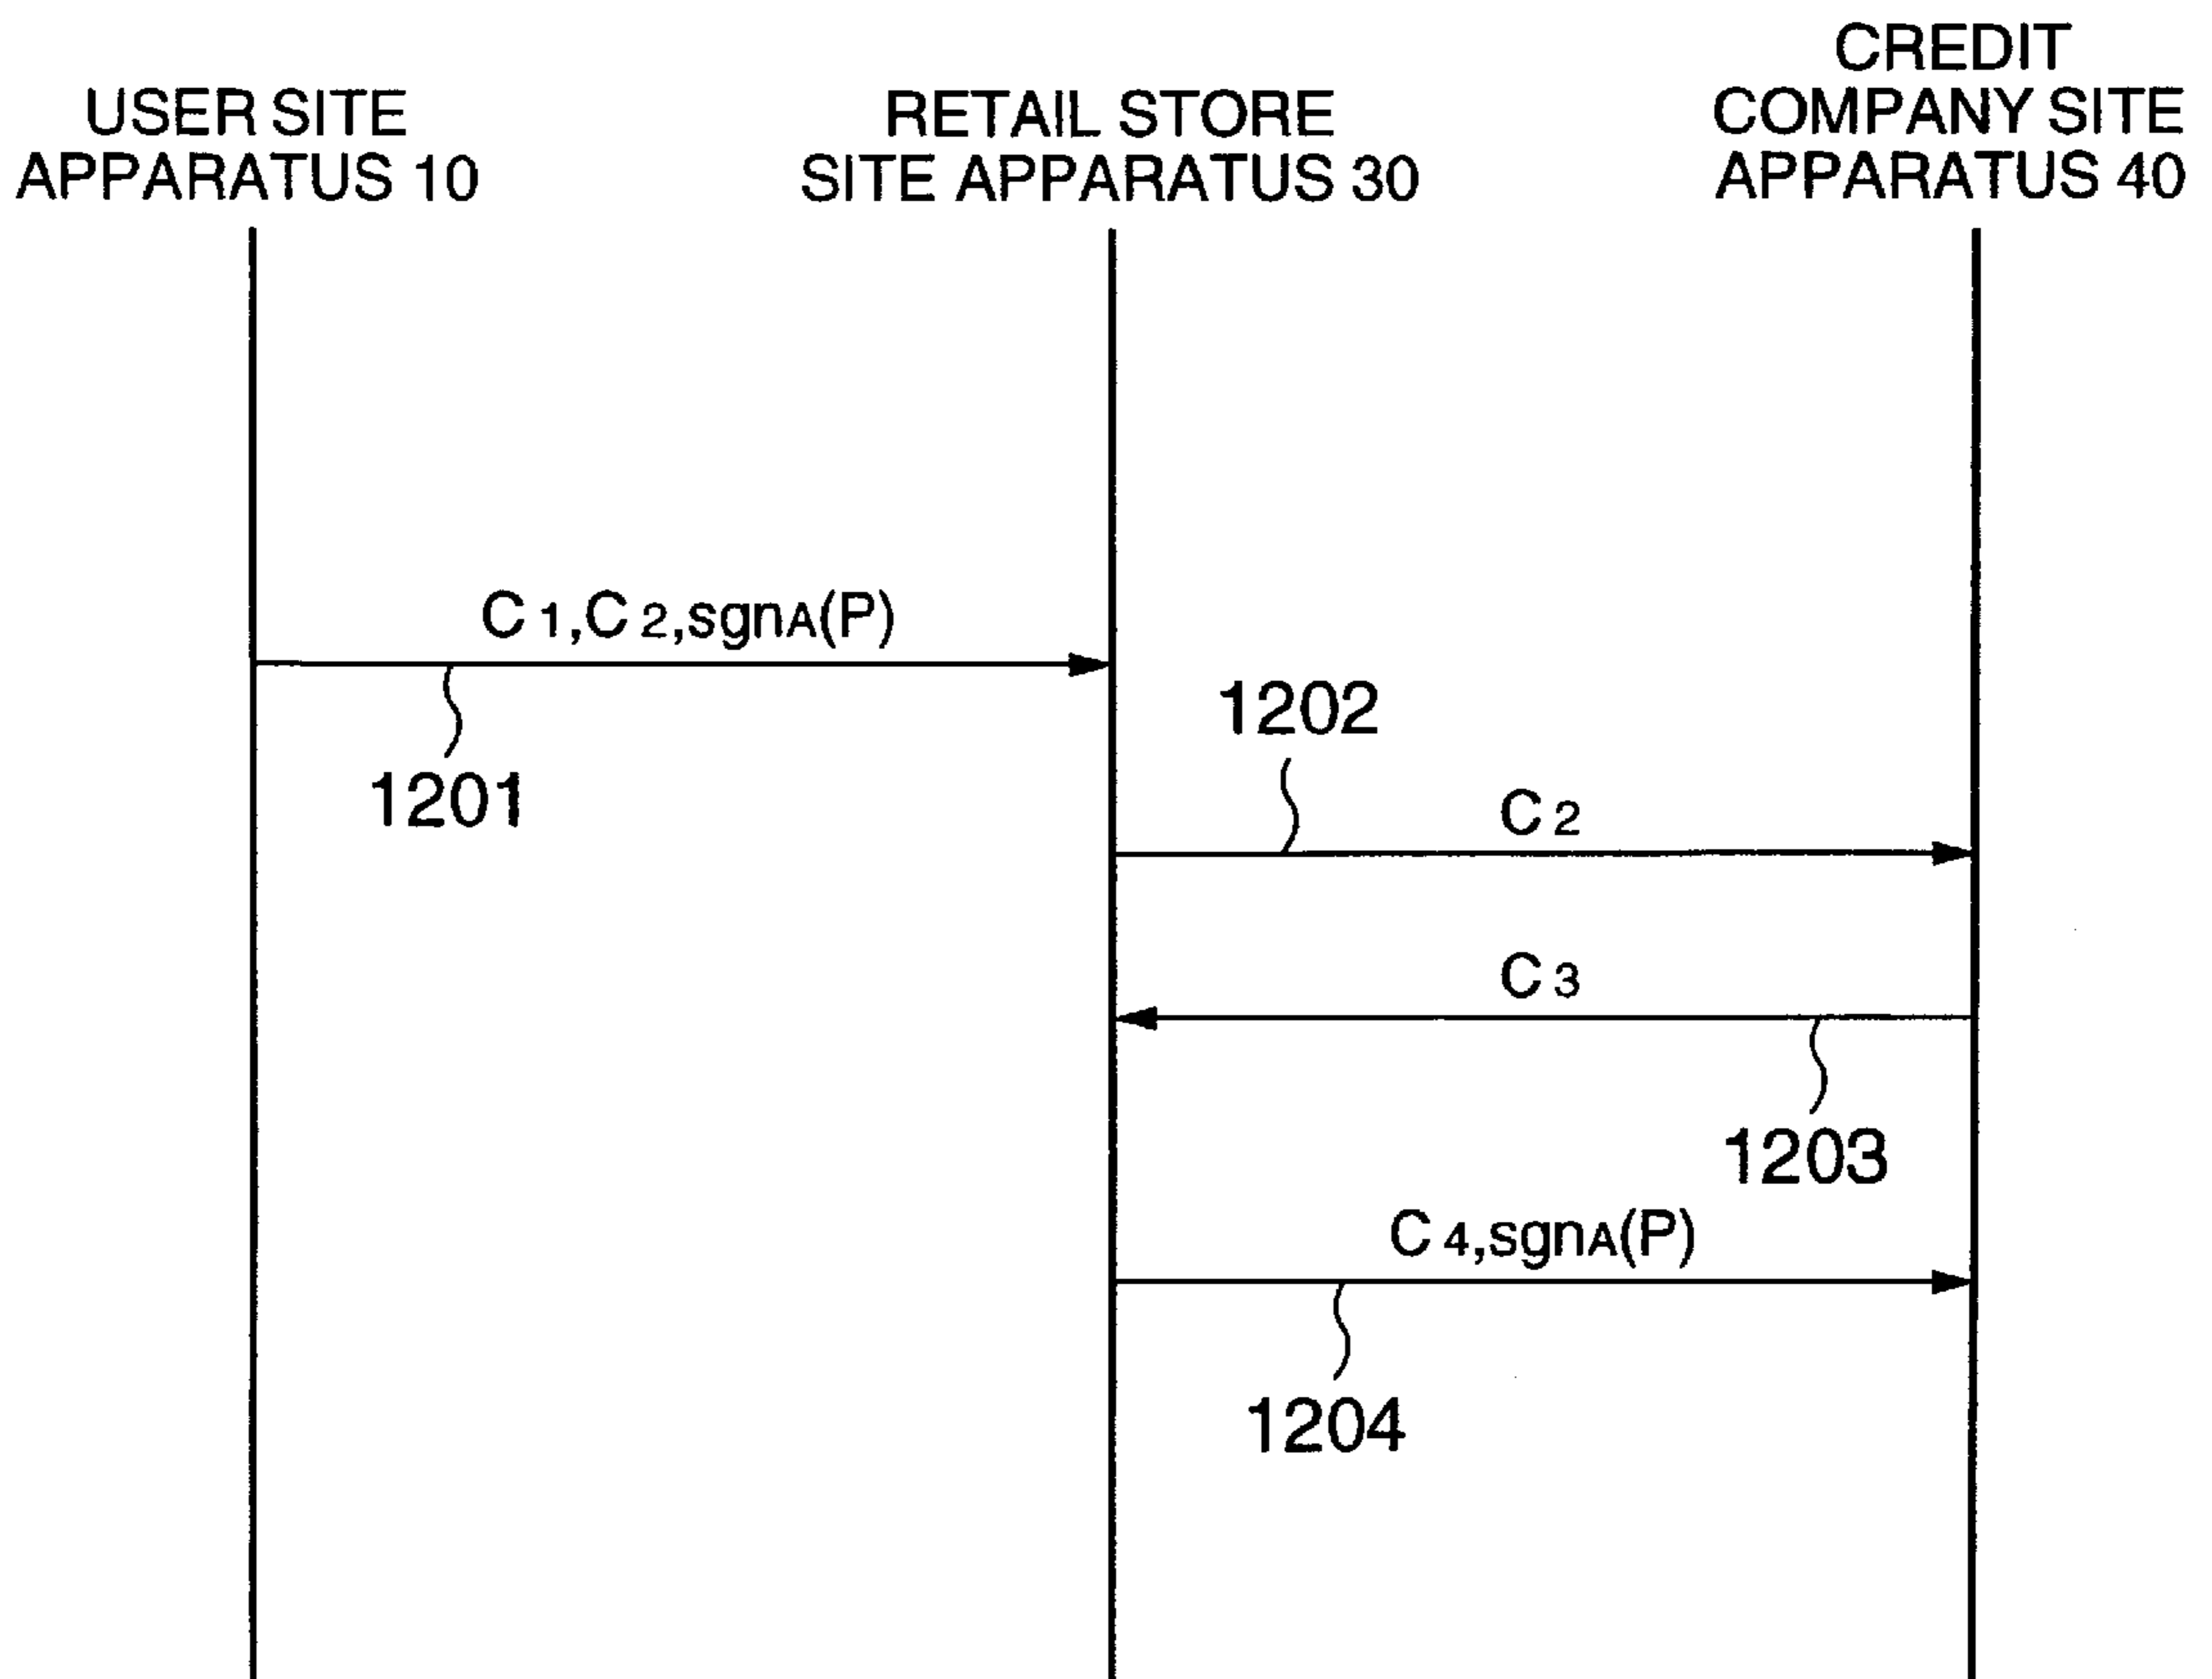 USER SITE
APPARATUS 10
RETAIL STORE
SITE APPARATUS 30
CREDIT
COMPANY SITE
APPARATUS 40
C1,C2,sgnA(P)
1201
1202
C2
C3
1203
C4,sgnA(P)
1204